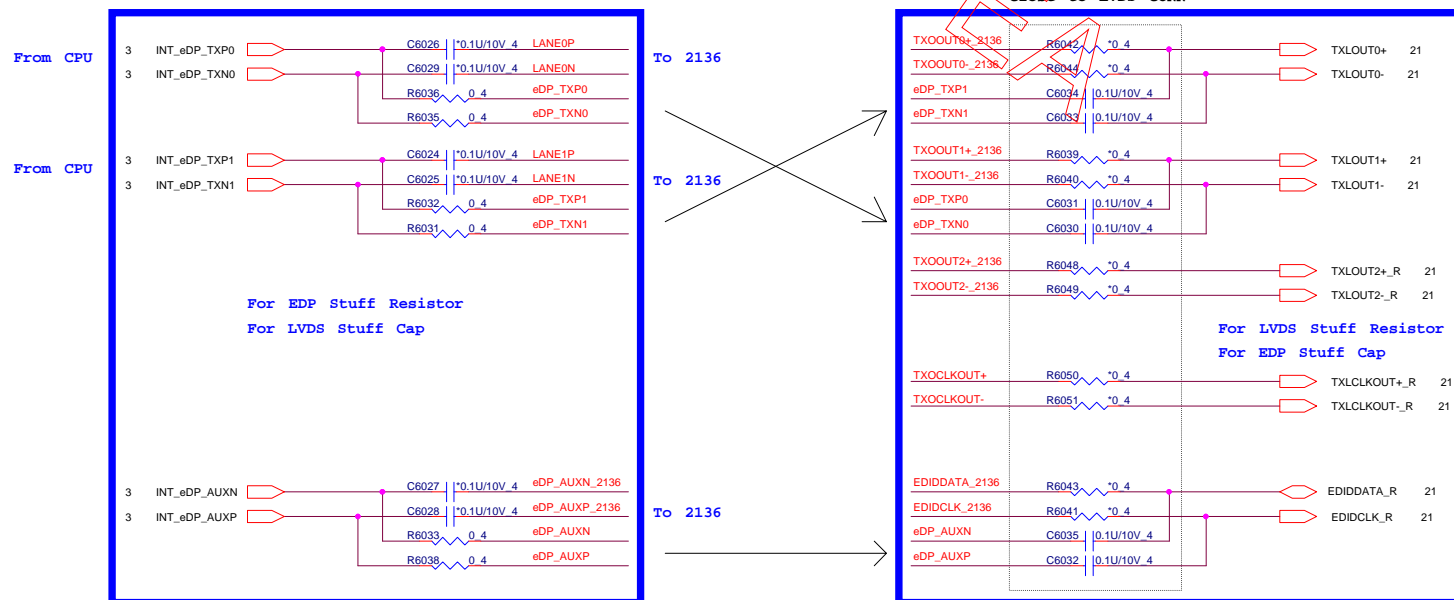 From CPU
3 INT_eDP_TXP0 C6026 *0.1U/10V_4 LANE0P
3 INT_eDP_TXN0 C6029 *0.1U/10V_4 LANE0N
To 2136
R6036 0_4 eDP_TXP0
R6035 0_4 eDP_TXN0
From CPU
3 INT_eDP_TXP1 C6024 *0.1U/10V_4 LANE1P
3 INT_eDP_TXN1 C6025 *0.1U/10V_4 LANE1N
To 2136
R6032 0_4 eDP_TXP1
R6031 0_4 eDP_TXN1
For EDP Stuff Resistor
For LVDS Stuff Cap
3 INT_eDP_AUXN C6027 *0.1U/10V_4 eDP_AUXN_2136
3 INT_eDP_AUXP C6028 *0.1U/10V_4 eDP_AUXP_2136
To 2136
R6033 0_4 eDP_AUXN
R6038 0_4 eDP_AUXP
TXOOUT0+_2136 R6042 *0_4 TXLOUT0+ 21
TXOOUT0-_2136 R6044 *0_4 TXLOUT0- 21
eDP_TXP1 C6034 0.1U/10V_4
eDP_TXN1 C6033 0.1U/10V_4
TXOOUT1+_2136 R6039 *0_4 TXLOUT1+ 21
TXOOUT1-_2136 R6040 *0_4 TXLOUT1- 21
eDP_TXP0 C6031 0.1U/10V_4
eDP_TXN0 C6030 0.1U/10V_4
TXOOUT2+_2136 R6048 *0_4 TXLOUT2+_R 21
TXOOUT2-_2136 R6049 *0_4 TXLOUT2-_R 21
For LVDS Stuff Resistor
For EDP Stuff Cap
TXOCLKOUT+ R6050 *0_4 TXLCLKOUT+_R 21
TXOCLKOUT- R6051 *0_4 TXLCLKOUT-_R 21
EDIDDATA_2136 R6043 *0_4 EDIDDATA_R 21
EDIDCLK_2136 R6041 *0_4 EDIDCLK_R 21
eDP_AUXN C6035 0.1U/10V_4
eDP_AUXP C6032 0.1U/10V_4